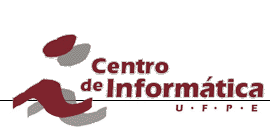 Centro
de Informática
U · F · P · E